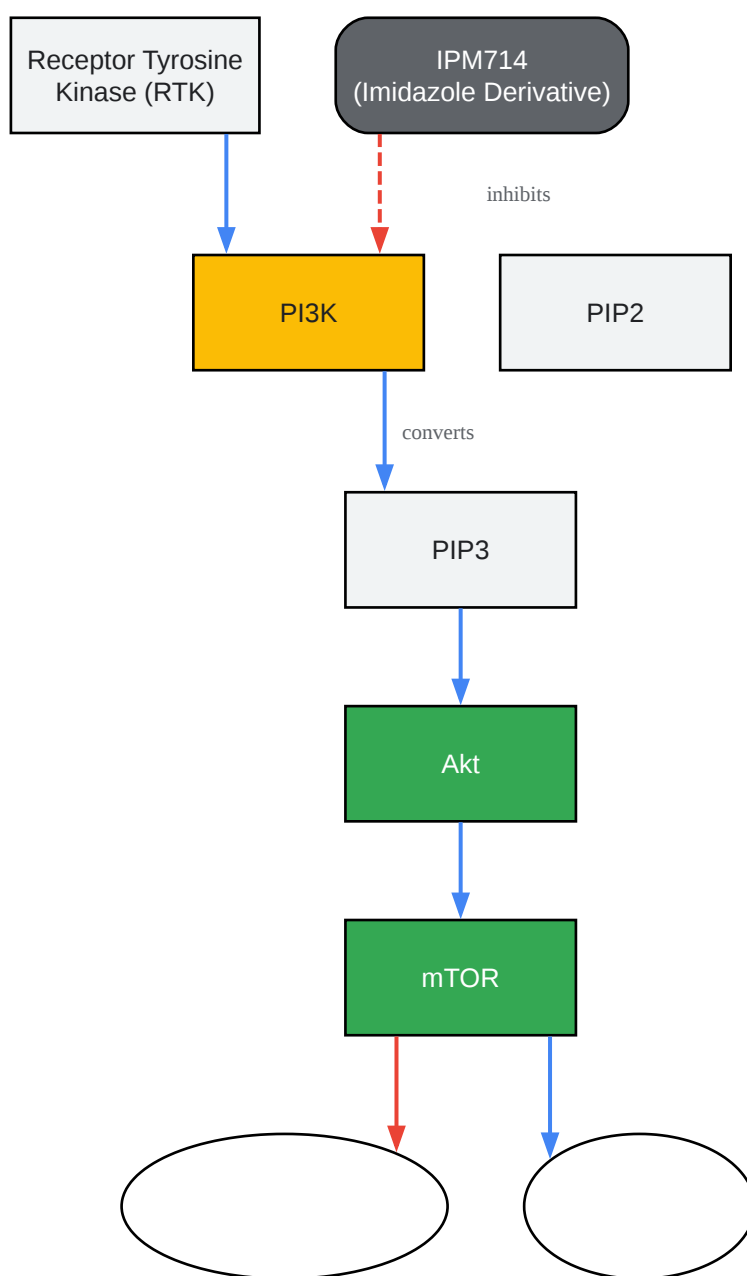 Receptor Tyrosine
Kinase (RTK)
IPM714
(Imidazole Derivative)
inhibits
PI3K
PIP2
converts
PIP3
Akt
mTOR